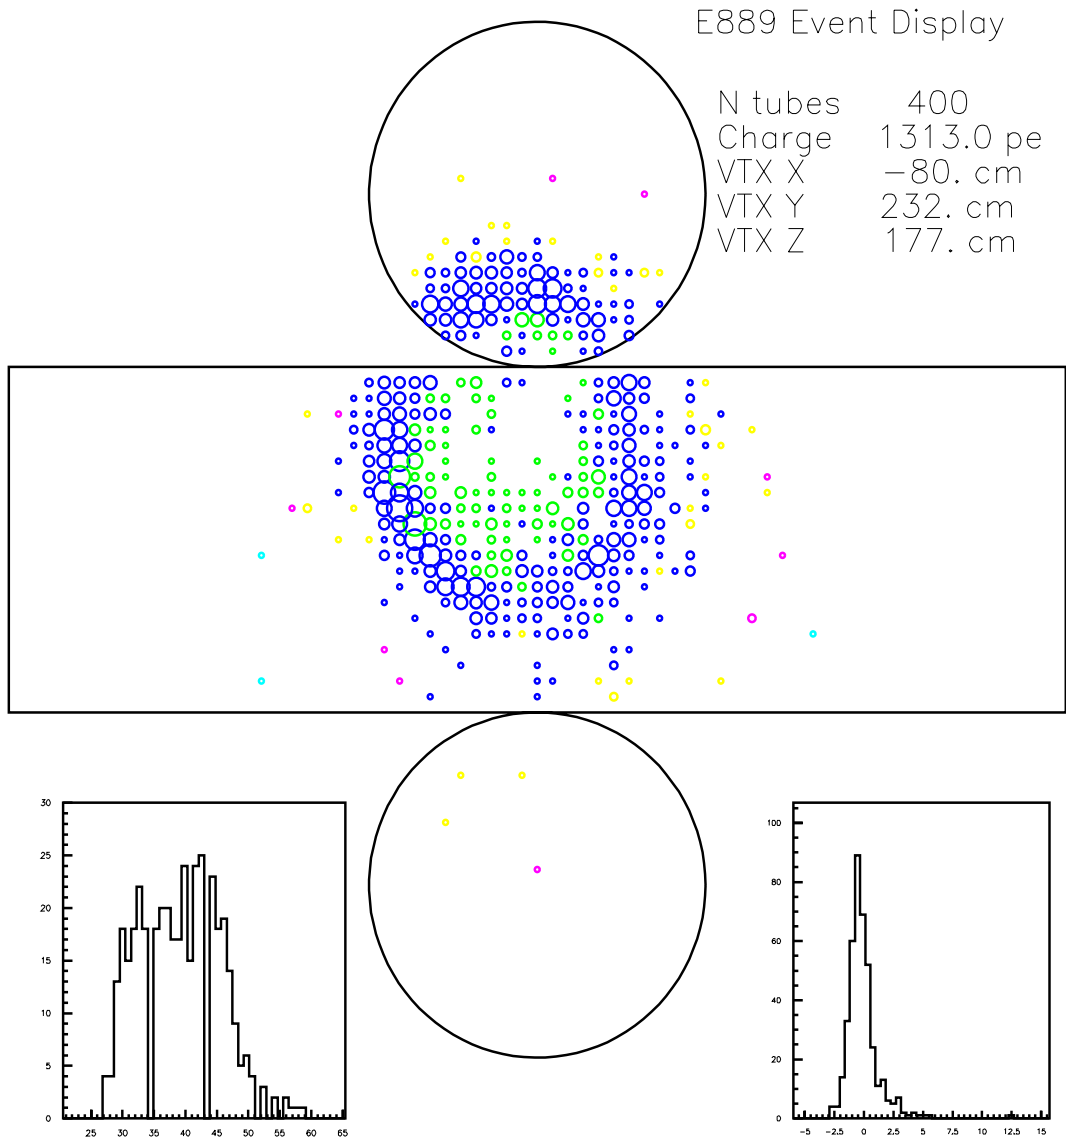 E889 Event Display
N tubes 400
Charge 1313.0 pe
VTX X -80. cm
VTX Y 232. cm
VTX Z 177. cm
30
25
20
15
10
5
0
25 30 35 40 45 50 55 60 65
100
80
60
40
20
0
-5 -2.5 0 2.5 5 7.5 10 12.5 15